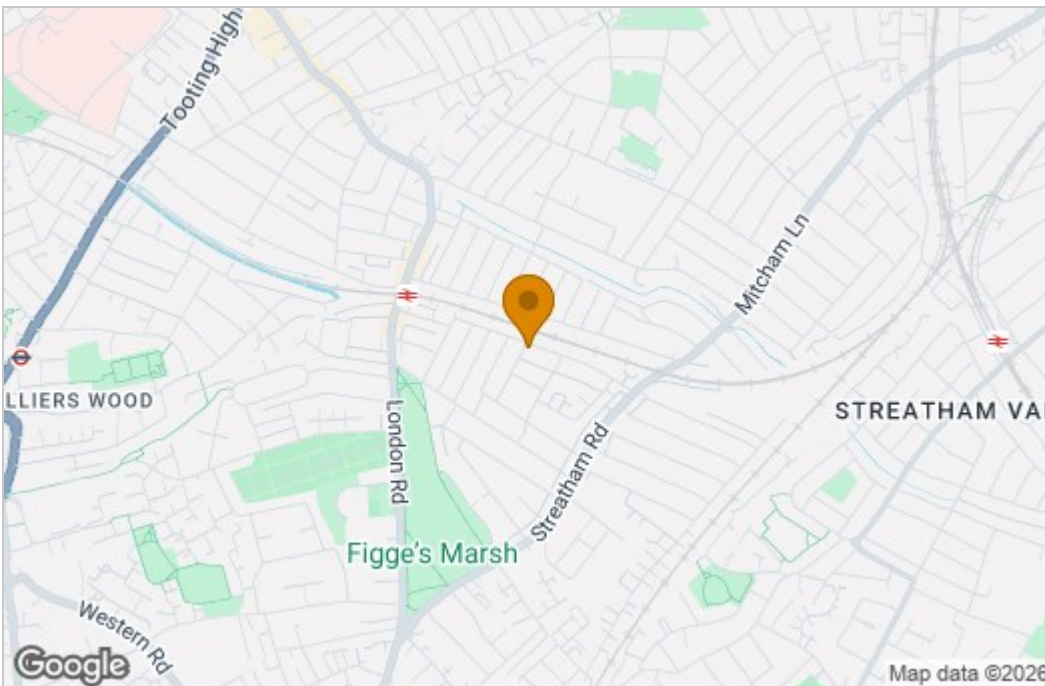 Tooting High
Mitcham Ln
LLIERS WOOD
London Rd
STREATHAM VA
Streatham Rd
Figge's Marsh
Western Rd
Google
Map data ©2026